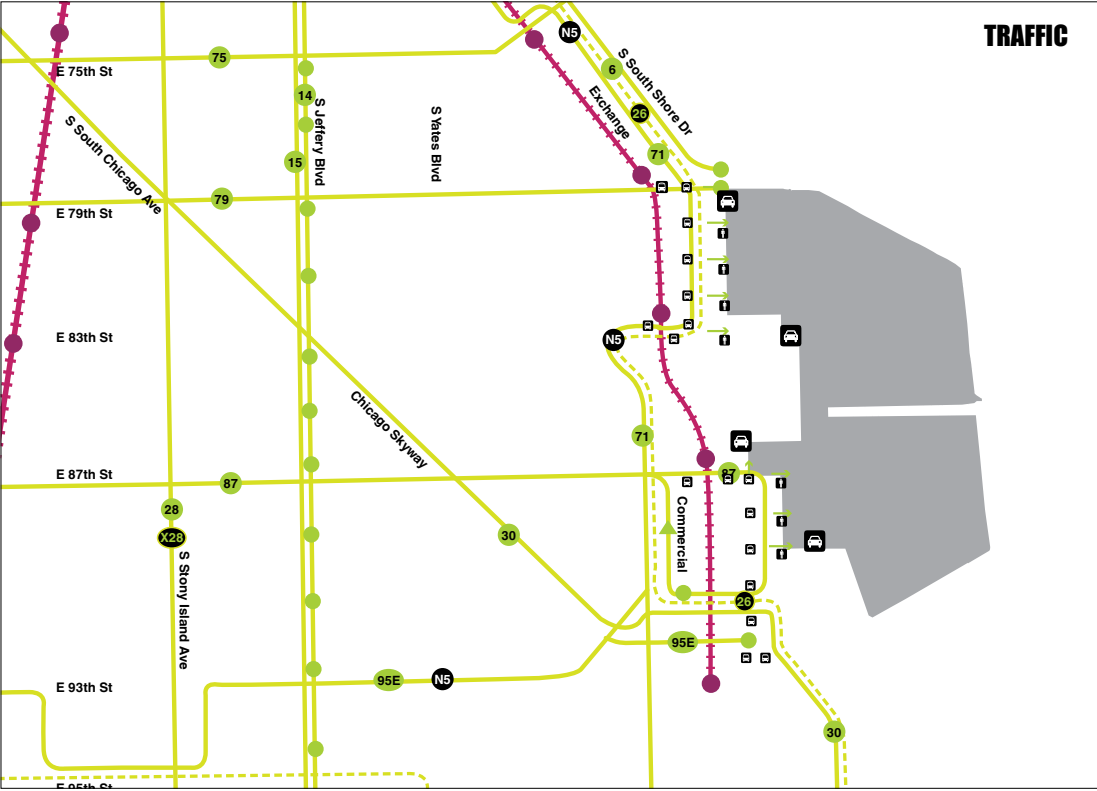 TRAFFIC
N5
75
E 75th St
6
S South Shore Dr
14
S Jeffery Blvd
S Yates Blvd
Exchange
26
S South Chicago Ave
15
71
79
E 79th St
E 83th St
N5
Chicago Skyway
71
E 87th St
87
87
28
X28
30
Commercial
S Stony Island Ave
26
95E
E 93th St
95E
N5
30
E 95th St